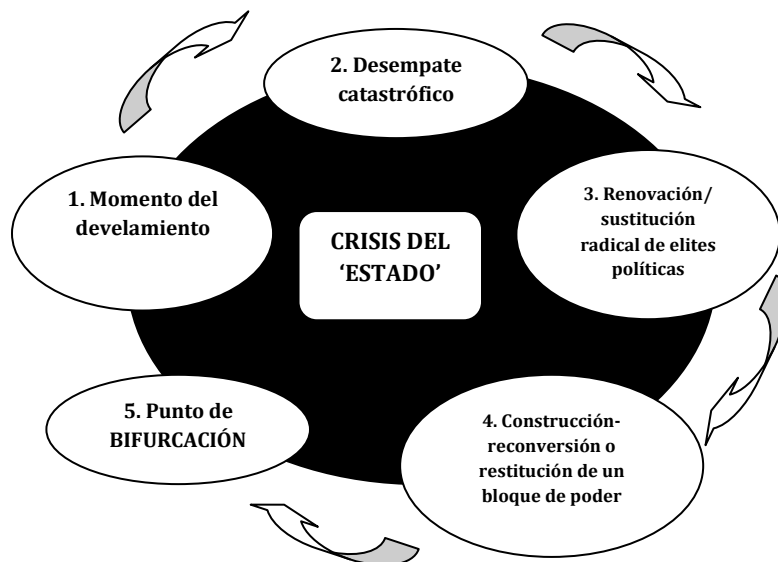 2. Desempate
catastrófico
1. Momento del
develamiento
3. Renovación/
sustitución
radical de elites
políticas
CRISIS DEL
‘ESTADO’
5. Punto de
BIFURCACIÓN
4. Construcción-
reconversión o
restitución de un
bloque de poder